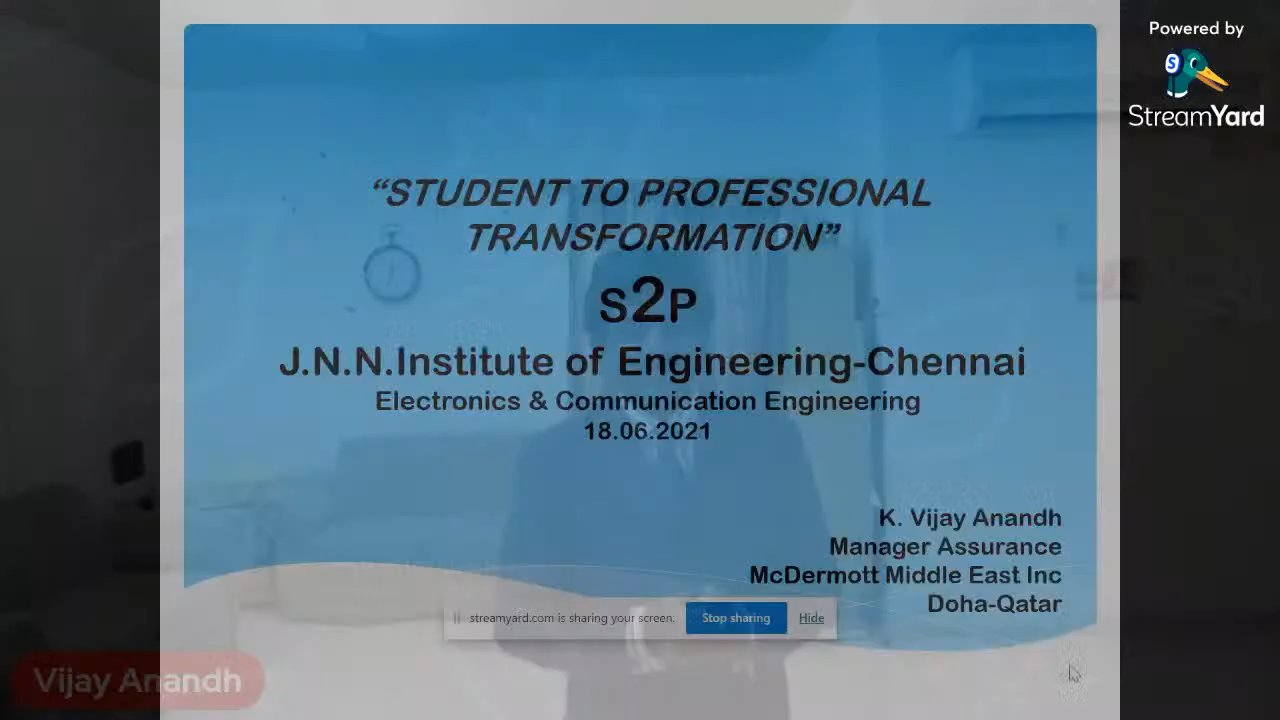 Powered by
S
StreamYard
“STUDENT TO PROFESSIONAL
TRANSFORMATION”
S2P
J.N.N.Institute of Engineering-Chennai
Electronics & Communication Engineering
18.06.2021
K. Vijay Anandh
Manager Assurance
McDermott Middle East Inc
Doha-Qatar
streamyard.com is sharing your screen. Stop sharing Hide
Vijay Anandh